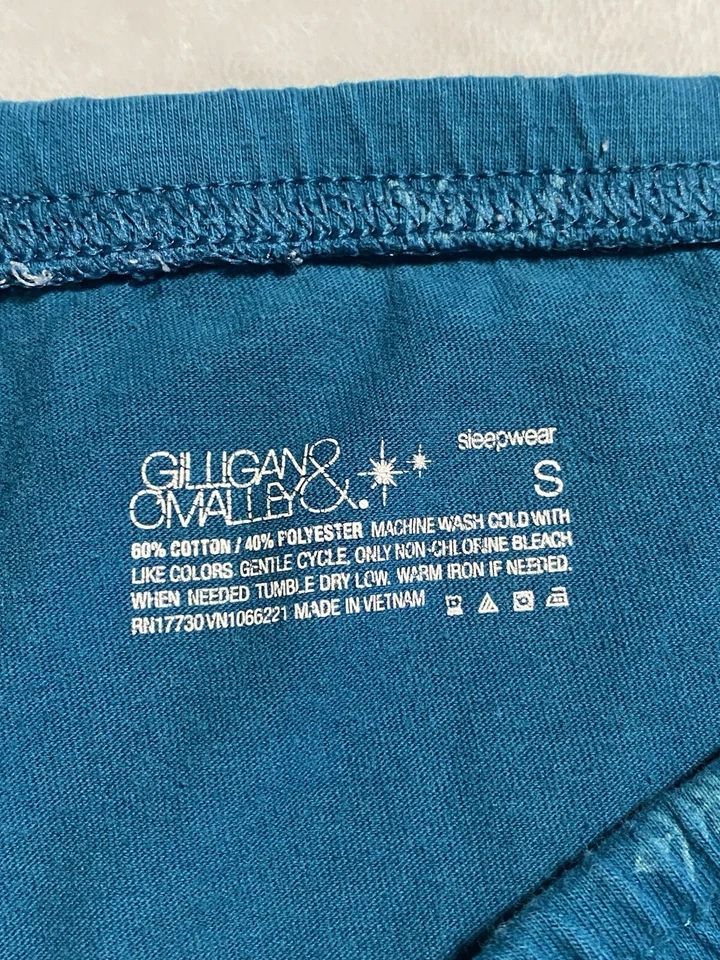 GILLIGAN &
OMALLEY.
sleepwear
S
60% COTTON / 40% POLYESTER MACHINE WASH COLD WITH
LIKE COLORS. GENTLE CYCLE, ONLY NON-CHLORINE BLEACH
WHEN NEEDED TUMBLE DRY LOW. WARM IRON IF NEEDED.
RN17730 VN1066221 MADE IN VIETNAM